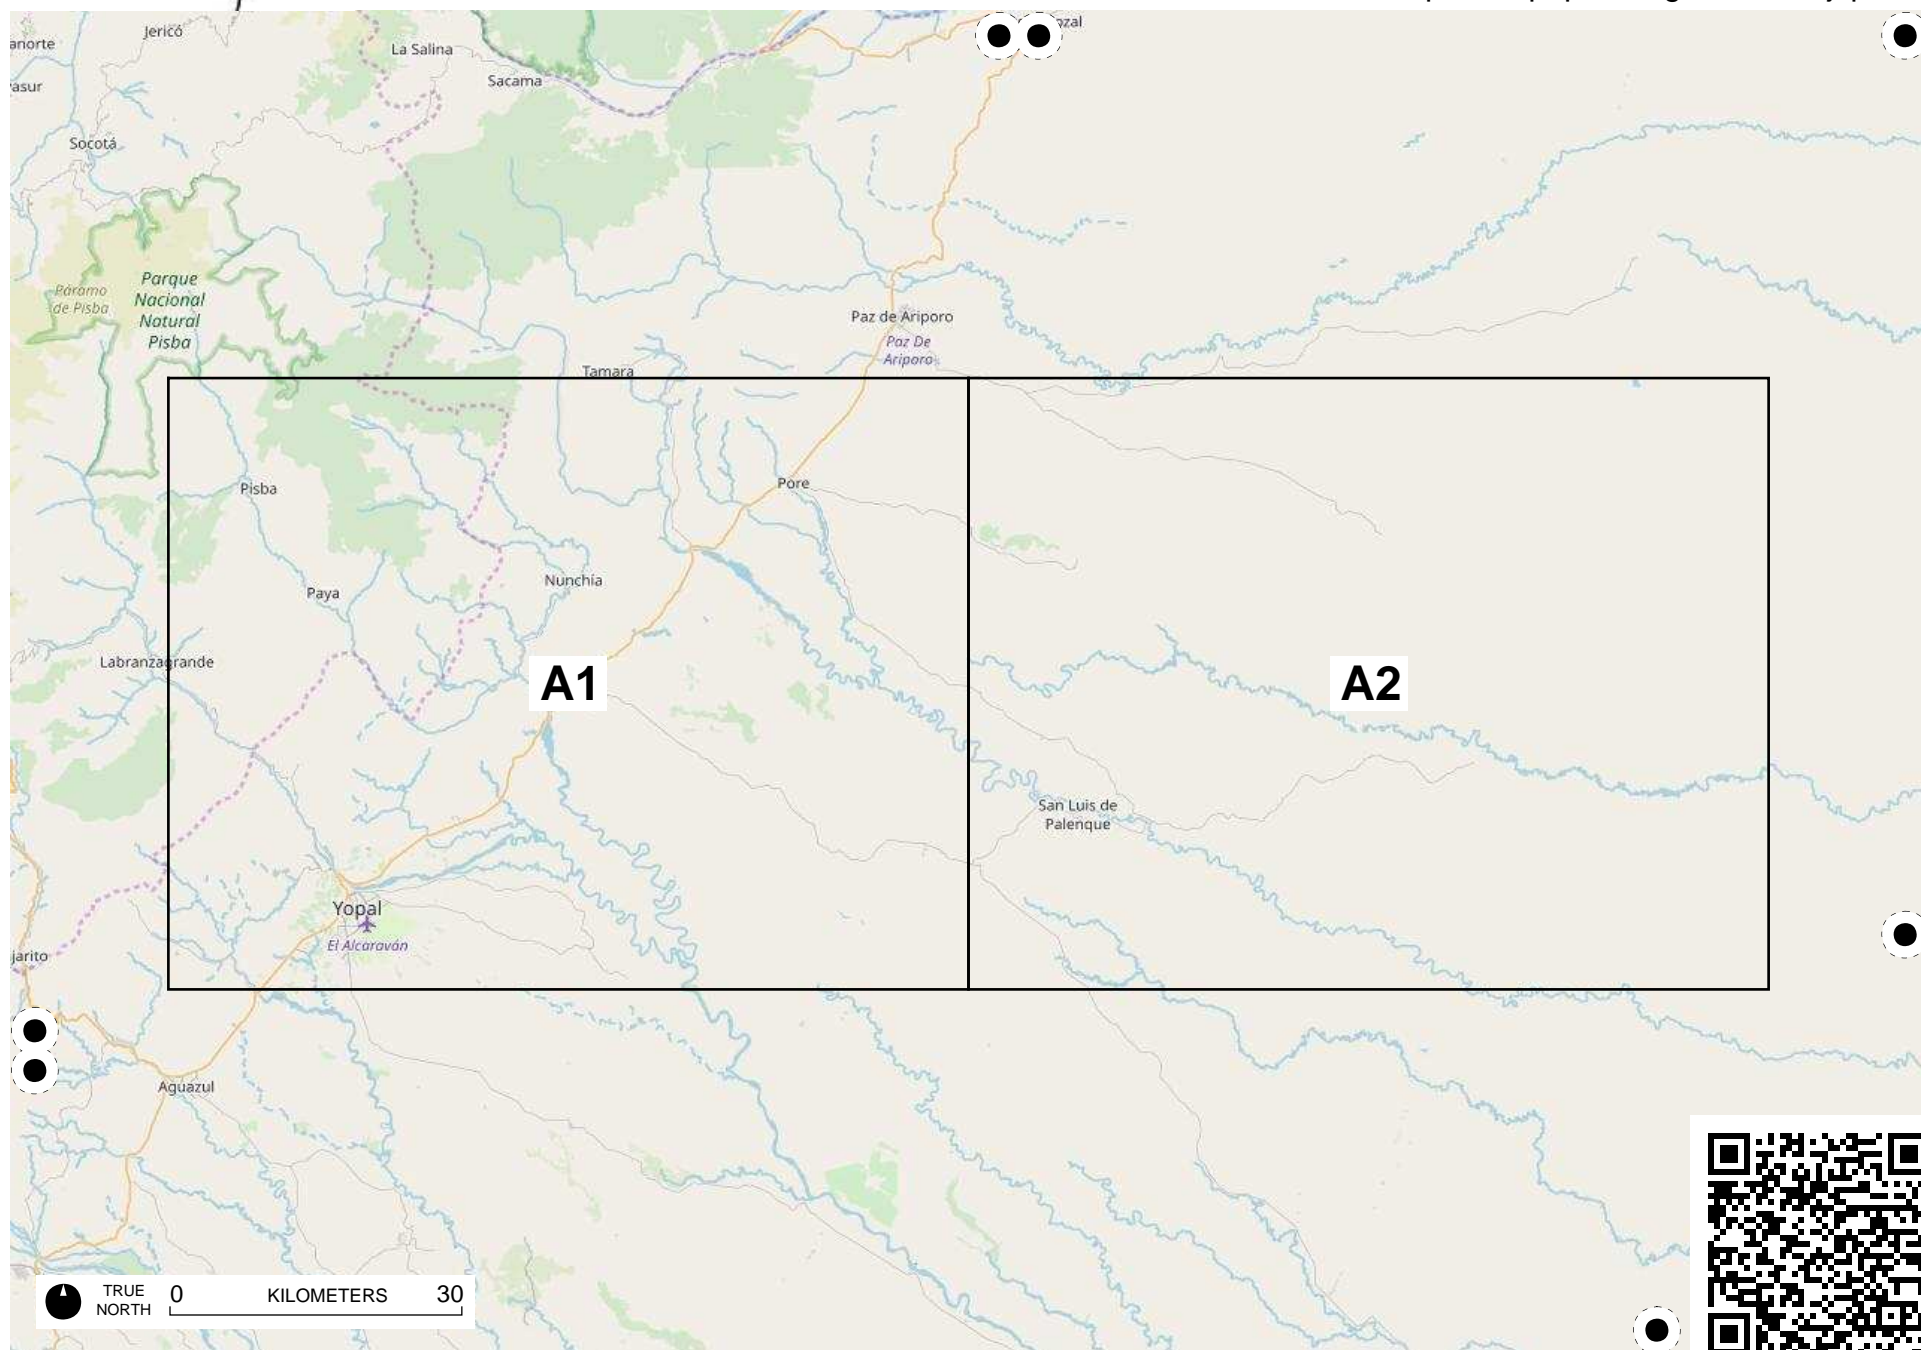 Jericó
La Salina
Sacama
Socotá
Parque
Nacional
Natural
Pisba
Páramo
de Pisba
Paz de Ariporo
Paz De
Ariporo
Tamara
Pisba
Pore
Paya
Nunchía
Labranzagrande
A1
A2
San Luis de
Palenque
Yopal
El Alcaraván
Aguazul
TRUE
NORTH
0 KILOMETERS 30